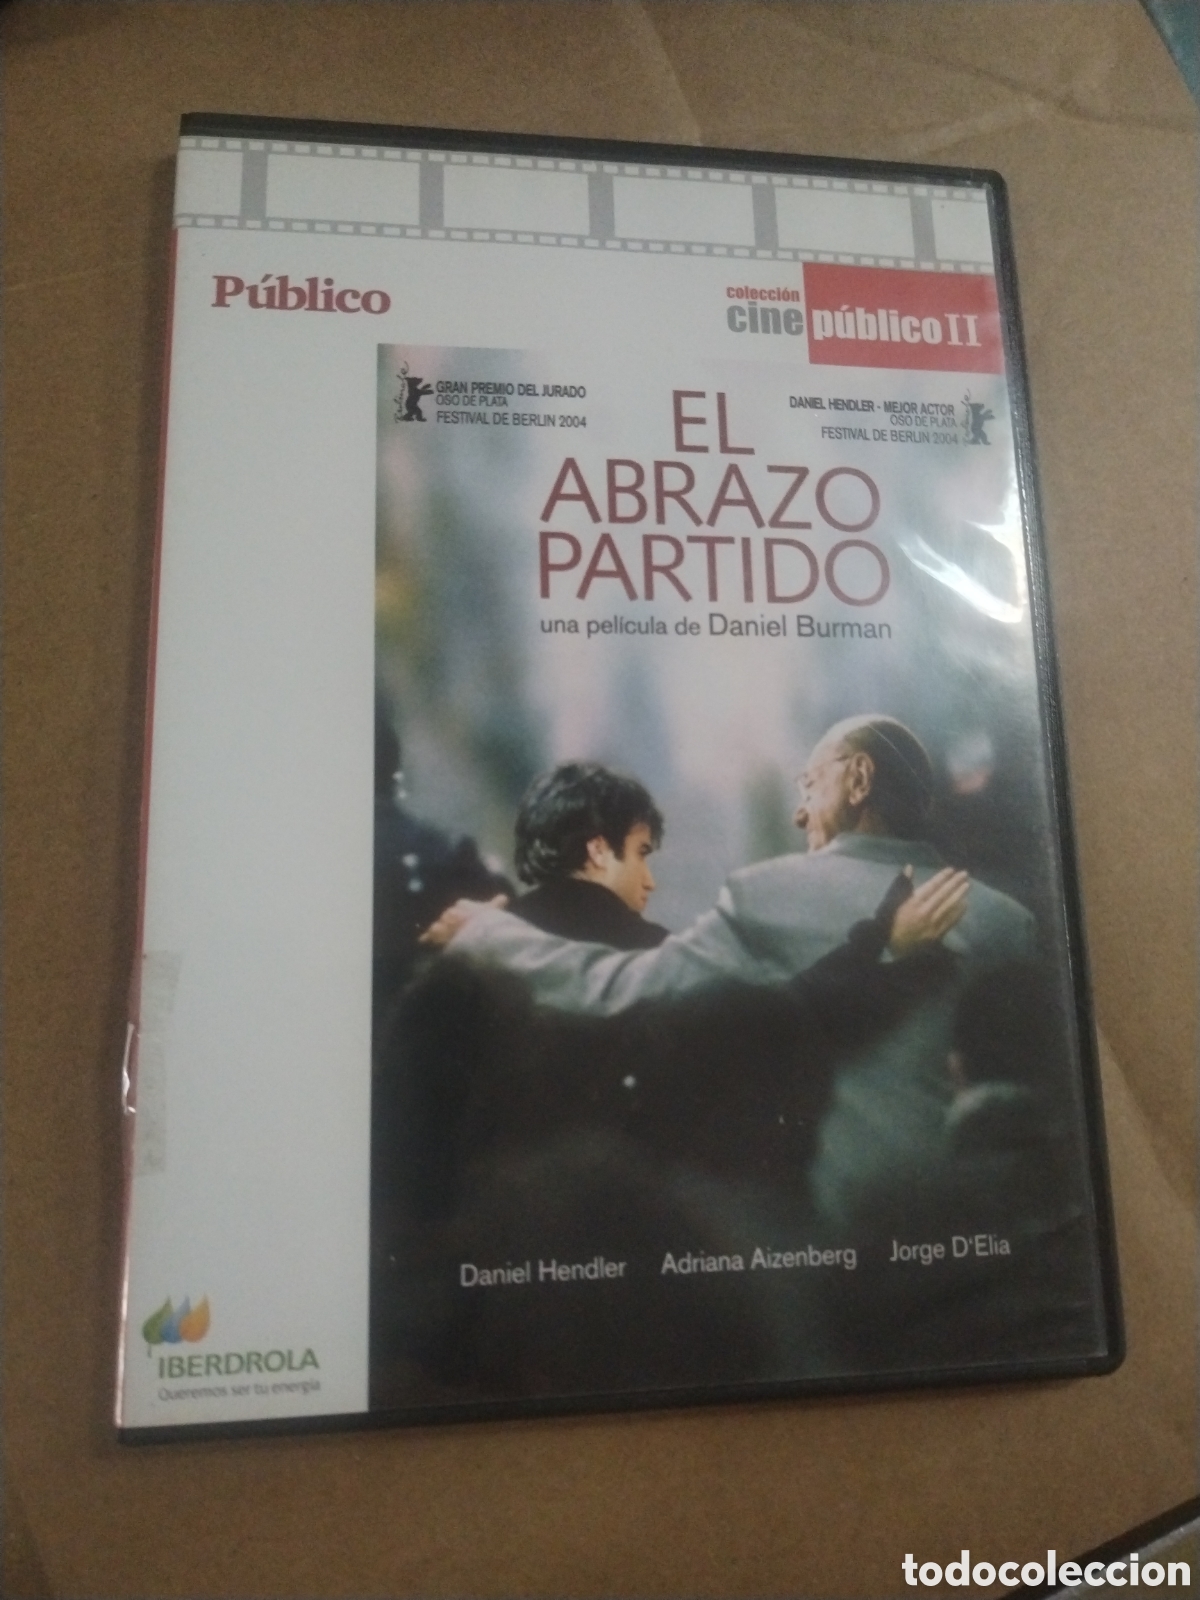 Público
colección
cine público II
GRAN PREMIO DEL JURADO
OSO DE PLATA
FESTIVAL DE BERLIN 2004
DANIEL HENDLER - MEJOR ACTOR
OSO DE PLATA
FESTIVAL DE BERLIN 2004
EL
ABRAZO
PARTIDO
una película de Daniel Burman
Daniel Hendler Adriana Aizenberg Jorge D'Elia
IBERDROLA
Queremos ser tu energía
todocoleccion